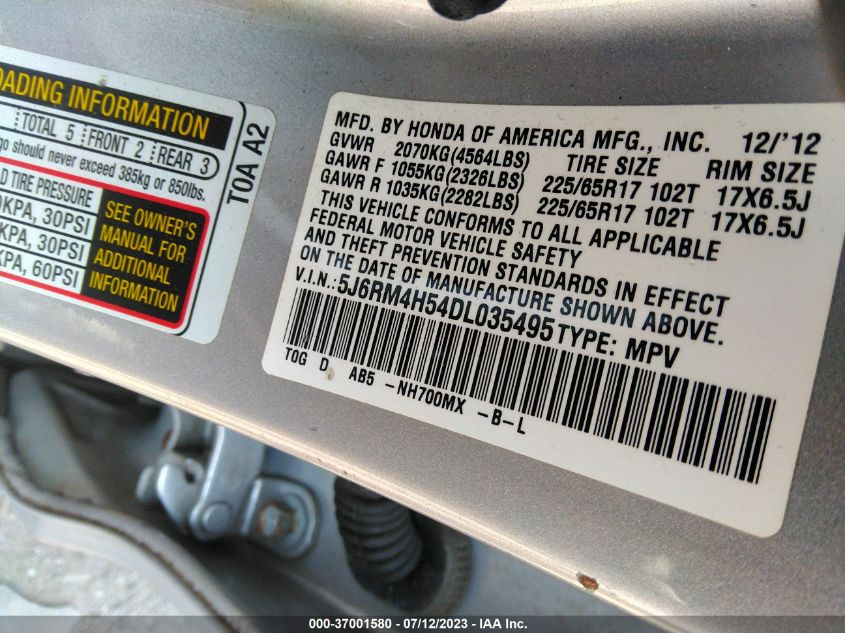 OADING INFORMATION
TOTAL 5 FRONT 2 REAR 3
go should never exceed 385kg or 850lbs.
D TIRE PRESSURE
0KPA, 30PSI
KPA, 30PSI
KPA, 60PSI
SEE OWNER'S
MANUAL FOR
ADDITIONAL
INFORMATION
T0A A2
MFD. BY HONDA OF AMERICA MFG., INC. 12/'12
GVWR 2070KG(4564LBS) TIRE SIZE RIM SIZE
GAWR F 1055KG(2326LBS) 225/65R17 102T 17X6.5J
GAWR R 1035KG(2282LBS) 225/65R17 102T 17X6.5J
THIS VEHICLE CONFORMS TO ALL APPLICABLE
FEDERAL MOTOR VEHICLE SAFETY
AND THEFT PREVENTION STANDARDS IN EFFECT
ON THE DATE OF MANUFACTURE SHOWN ABOVE.
V.I.N.: 5J6RM4H54DL035495 TYPE: MPV
T0G D AB5 -NH700MX -B-L
000-37001580 - 07/12/2023 - IAA Inc.